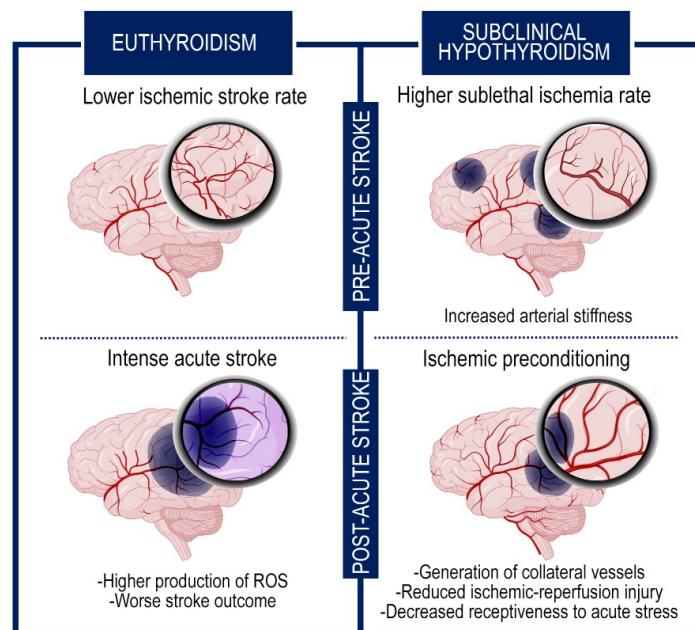 EUTHYROIDISM
SUBCLINICAL
HYPOTHYROIDISM
Lower ischemic stroke rate
Higher sublethal ischemia rate
PRE-ACUTE STROKE
Increased arterial stiffness
Intense acute stroke
Ischemic preconditioning
POST-ACUTE STROKE
-Higher production of ROS
-Worse stroke outcome
-Generation of collateral vessels
-Reduced ischemic-reperfusion injury
-Decreased receptiveness to acute stress